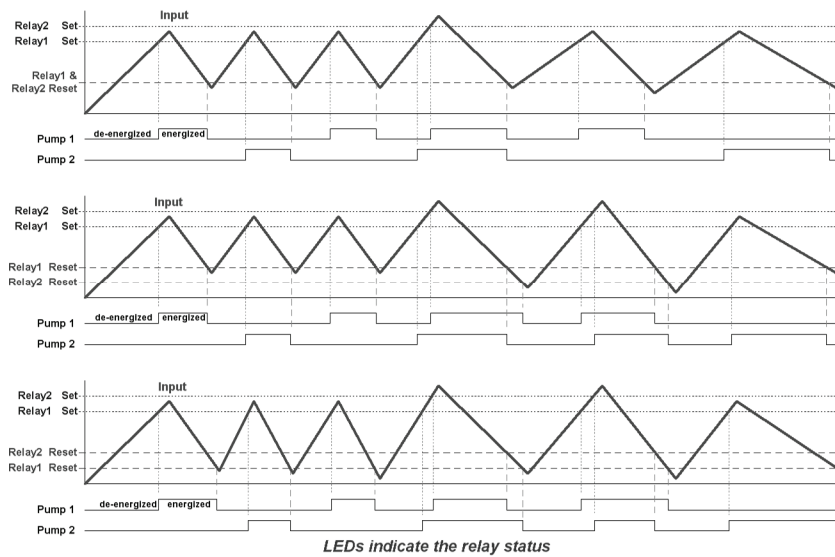 Input
Relay2 Set
Relay1 Set
Relay1 &
Relay2 Reset
de-energized energized
Pump 1
Pump 2
Input
Relay2 Set
Relay1 Set
Relay1 Reset
Relay2 Reset
de-energized energized
Pump 1
Pump 2
Input
Relay2 Set
Relay1 Set
Relay2 Reset
Relay1 Reset
de-energized energized
Pump 1
Pump 2
LEDs indicate the relay status